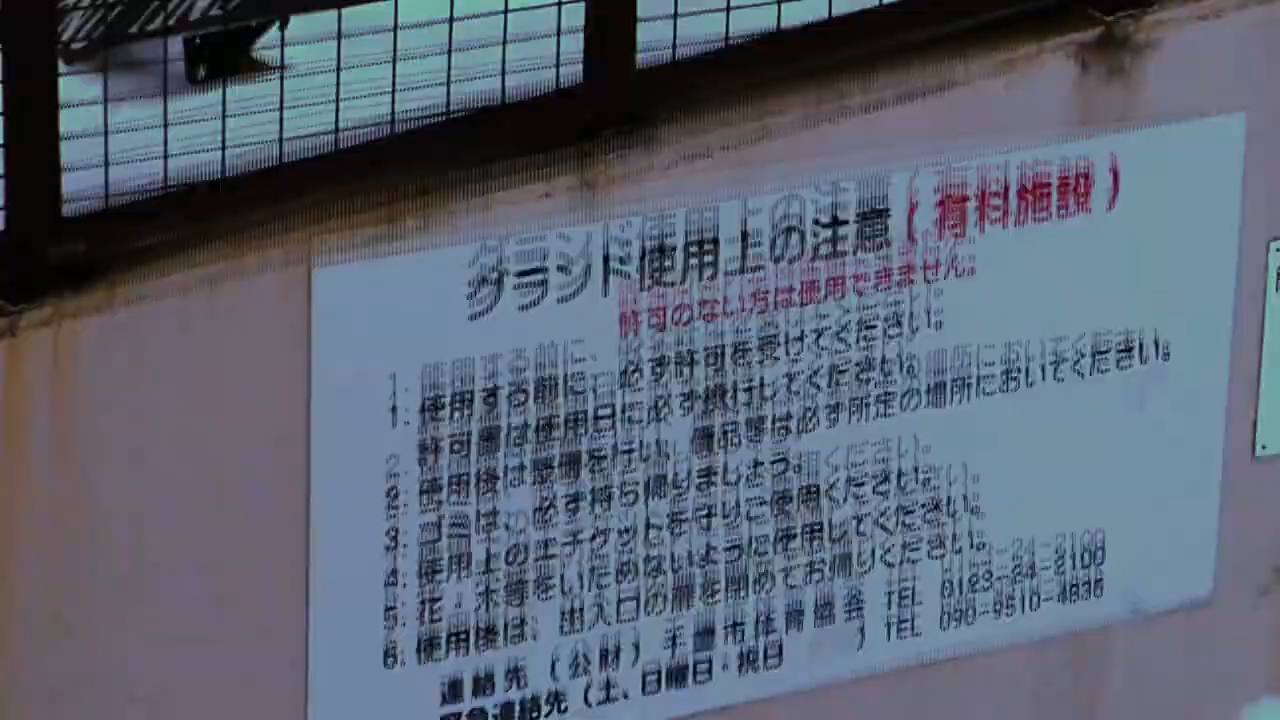 グランド使用上の注意(有料施設)
許可のない方は使用できません。
1. 使用する前に、必ず許可を受けてください。
許可書は使用日に必ず携行してください。
2. 使用後は整備を行い、備品等は必ず所定の場所においてください。
3. ゴミは、必ず持ち帰りましょう。
4. 使用上のエチケットを守りご使用ください。
5. 花・木等をいためないように使用してください。
6. 使用後は、出入口の扉を閉めてお帰りください。
連絡先(公財)千歳市体育協会 TEL 0123-24-2100
緊急連絡先(土、日曜日・祝日 ) TEL 090-9510-4836